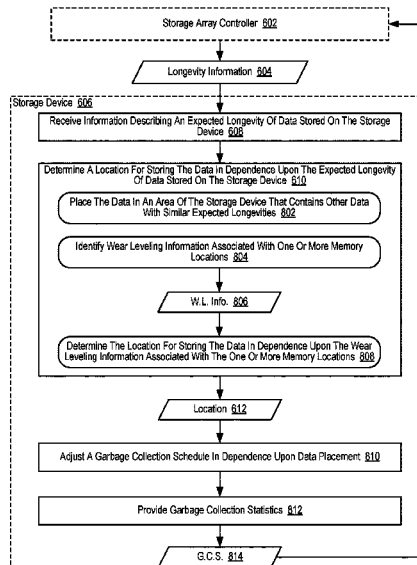 Storage Array Controller 602
Longevity Information 604
Storage Device 606
Receive Information Describing An Expected Longevity Of Data Stored On The Storage
Device 608
Determine A Location For Storing The Data In Dependence Upon The Expected Longevity
Of Data Stored On The Storage Device 610
Place The Data In An Area Of The Storage Device That Contains Other Data
With Similar Expected Longevities 802
Identify Wear Leveling Information Associated With One Or More Memory
Locations 804
W.L. Info. 806
Determine The Location For Storing The Data In Dependence Upon The Wear
Leveling Information Associated With The One Or More Memory Locations 808
Location 612
Adjust A Garbage Collection Schedule In Dependence Upon Data Placement 810
Provide Garbage Collection Statistics 812
G.C.S. 814